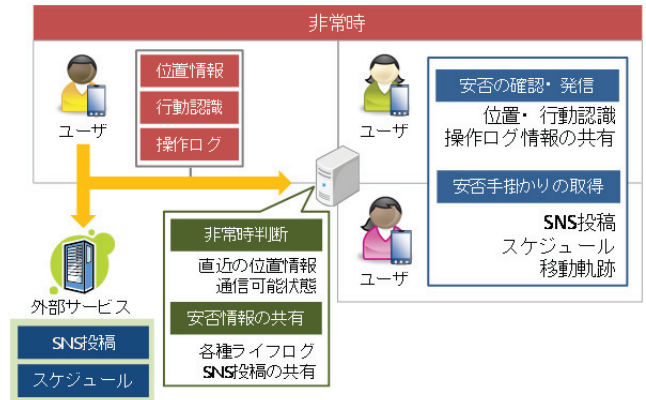 非常時
ユーザ
位置情報
行動認識
操作ログ
ユーザ
安否の確認・発信
位置・行動認識
操作ログ情報の共有
安否手掛かりの取得
SNS投稿
スケジュール
移動軌跡
ユーザ
非常時判断
直近の位置情報
通信可能状態
安否情報の共有
各種ライフログ
SNS投稿の共有
外部サービス
SNS投稿
スケジュール